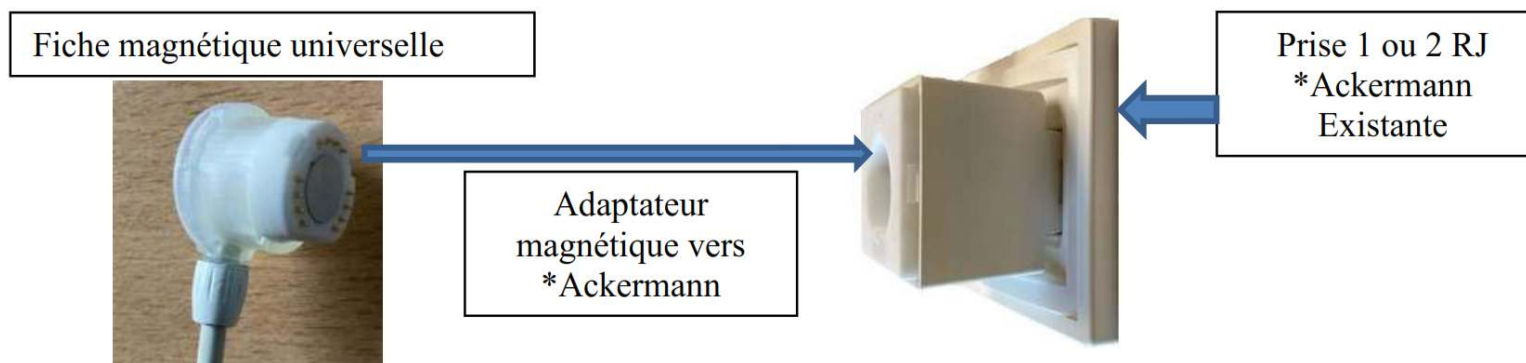 Fiche magnétique universelle
Adaptateur
magnétique vers
*Ackermann
Prise 1 ou 2 RJ
*Ackermann
Existante